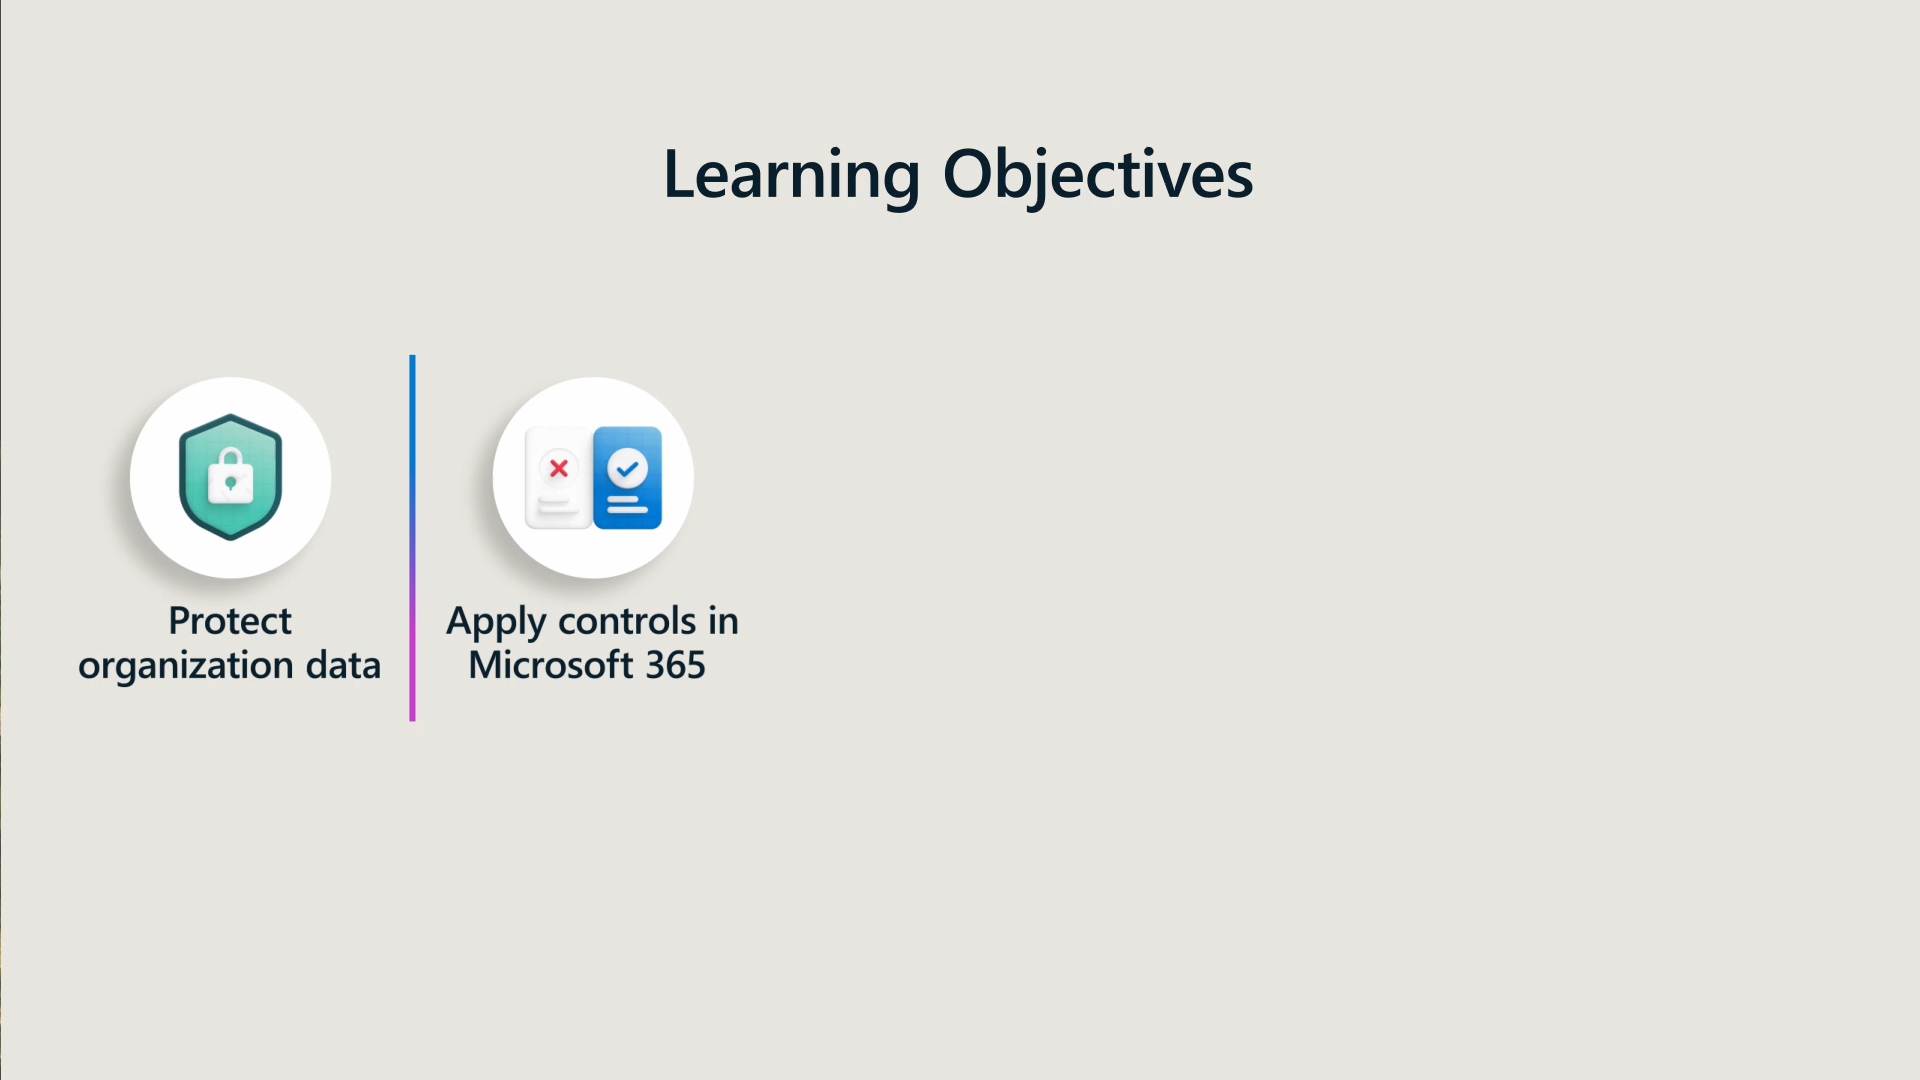 Learning Objectives
Protect
organization data
Apply controls in
Microsoft 365